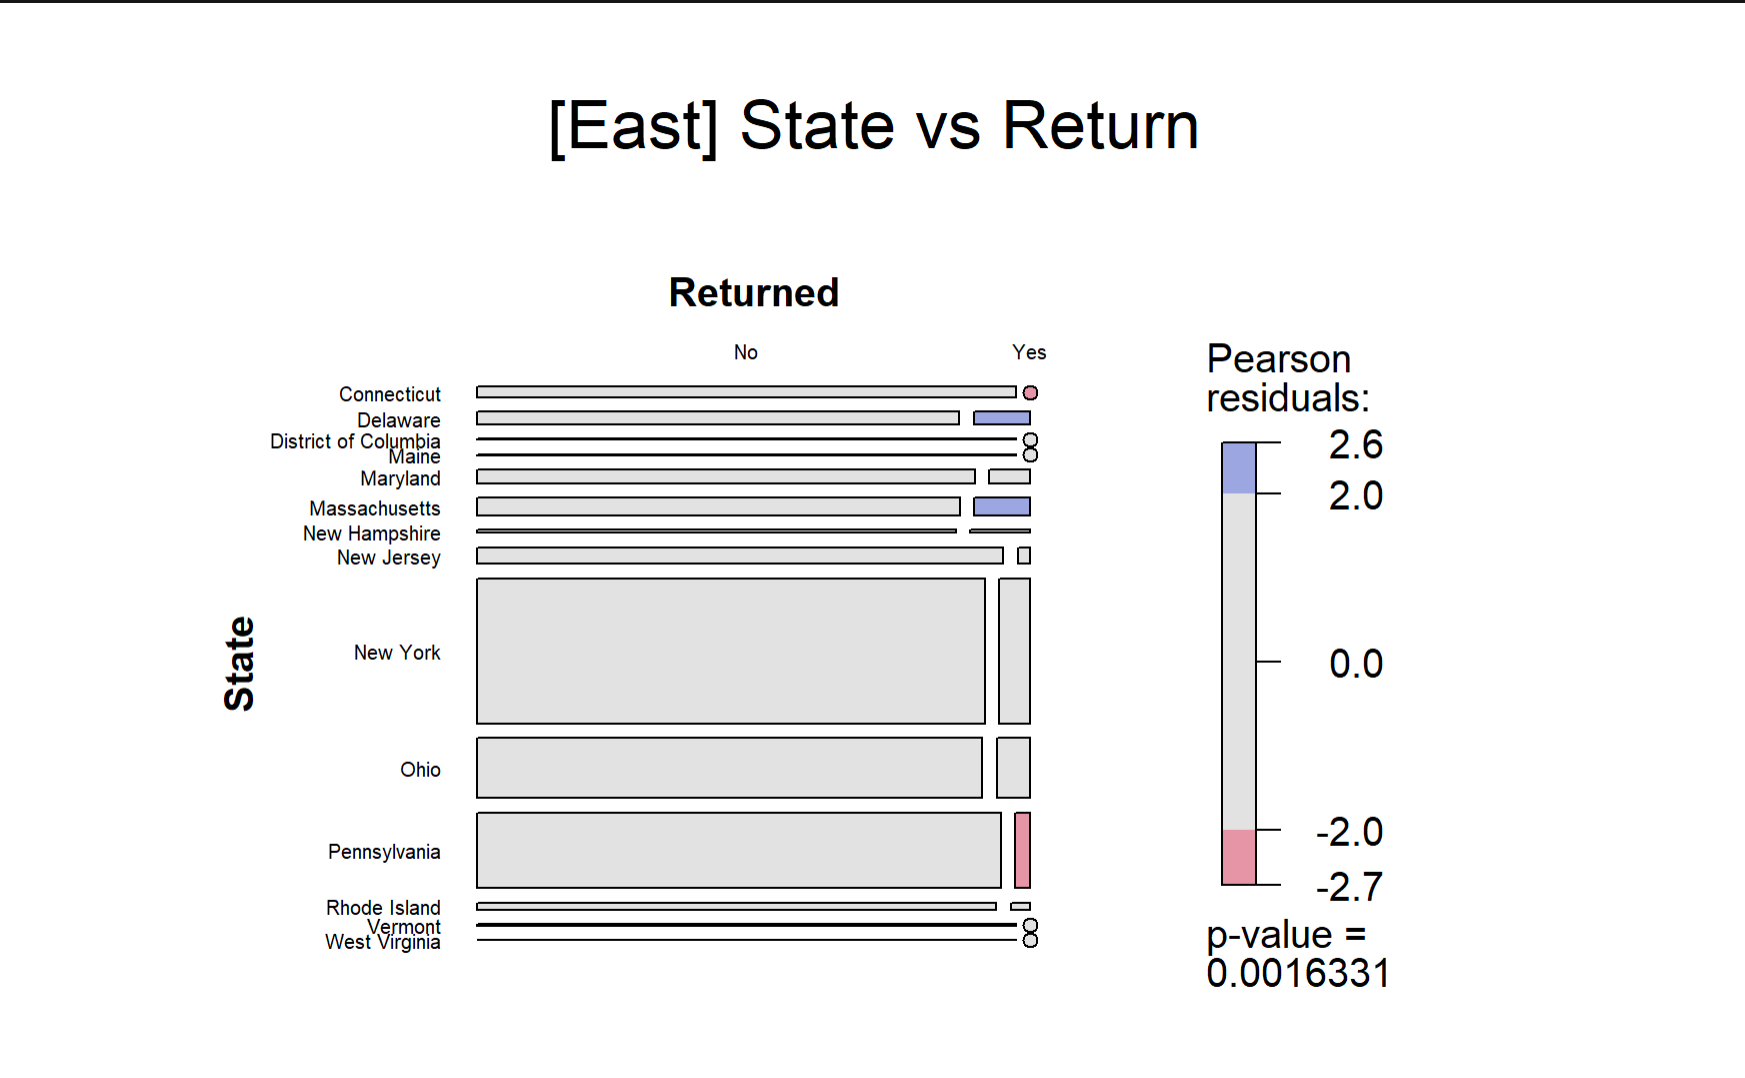 [East] State vs Return
Returned
No Yes
State
Connecticut
Delaware
District of Columbia
Maine
Maryland
Massachusetts
New Hampshire
New Jersey
New York
Ohio
Pennsylvania
Rhode Island
Vermont
West Virginia
Pearson
residuals:
2.6
2.0
0.0
-2.0
-2.7
p-value =
0.0016331